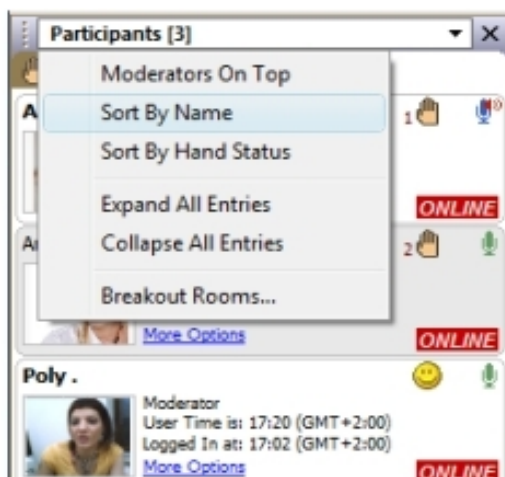 Participants [3]
Moderators On Top
Sort By Name
1
Sort By Hand Status
Expand All Entries
ONLINE
Collapse All Entries
2
Breakout Rooms...
More Options
ONLINE
Poly .
Moderator
User Time is: 17:20 (GMT+2:00)
Logged In at: 17:02 (GMT+2:00)
More Options
ONLINE